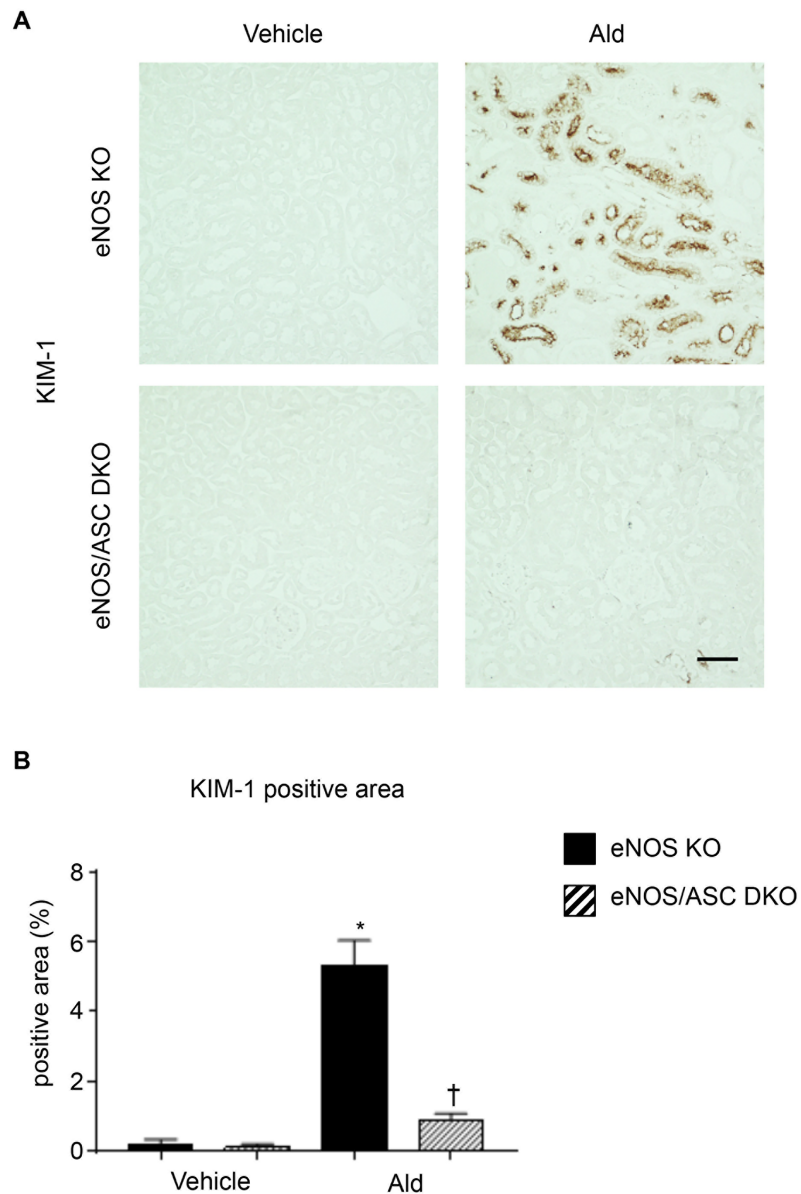 A
Vehicle
Ald
eNOS KO
KIM-1
eNOS/ASC DKO
B
KIM-1 positive area
eNOS KO
eNOS/ASC DKO
positive area (%)
8
6
4
2
0
*
†
Vehicle
Ald